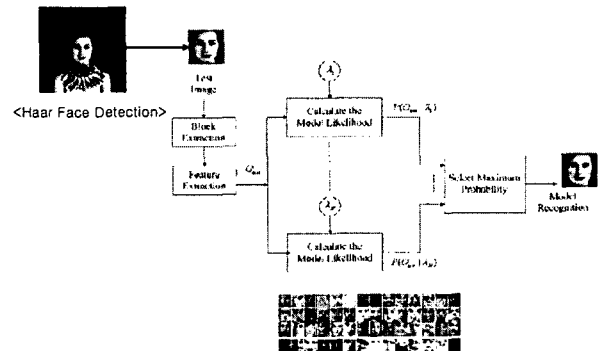 <Haar Face Detection>
Test
Image
Block
Extraction
Feature
Extraction
Calculate the
Model Likelihood
Calculate the
Model Likelihood
Select Maximum
Probability
Model
Recognition